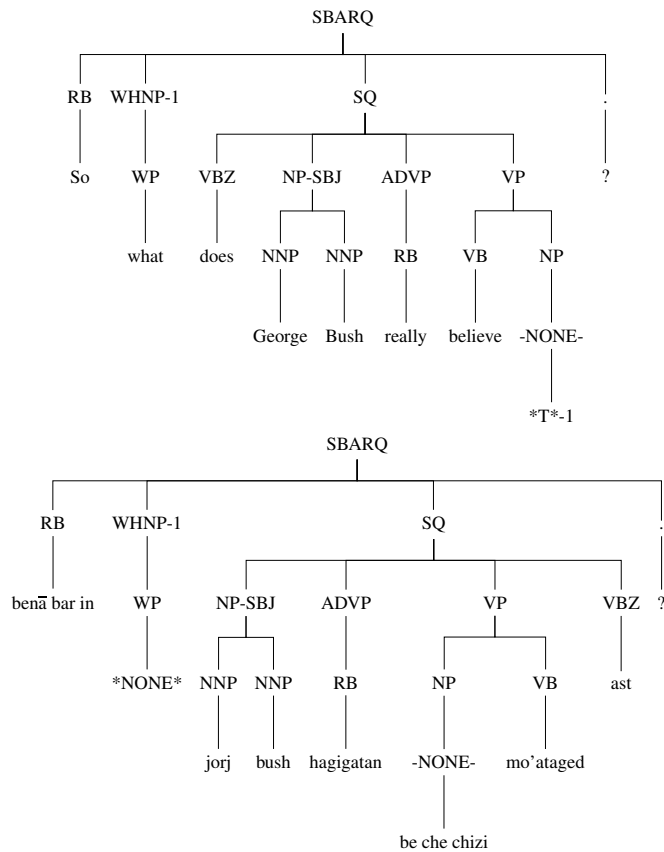 SBARQ
RB WHNP-1 SQ .
So WP VBZ NP-SBJ ADVP VP ?
what does NNP NNP RB VB NP
George Bush really believe -NONE-
*T*-1
SBARQ
RB WHNP-1 SQ .
benā bar in WP NP-SBJ ADVP VP VBZ ?
*NONE* NNP NNP RB NP VB ast
jorj bush hagigatan -NONE- mo'ataged
be che chizi